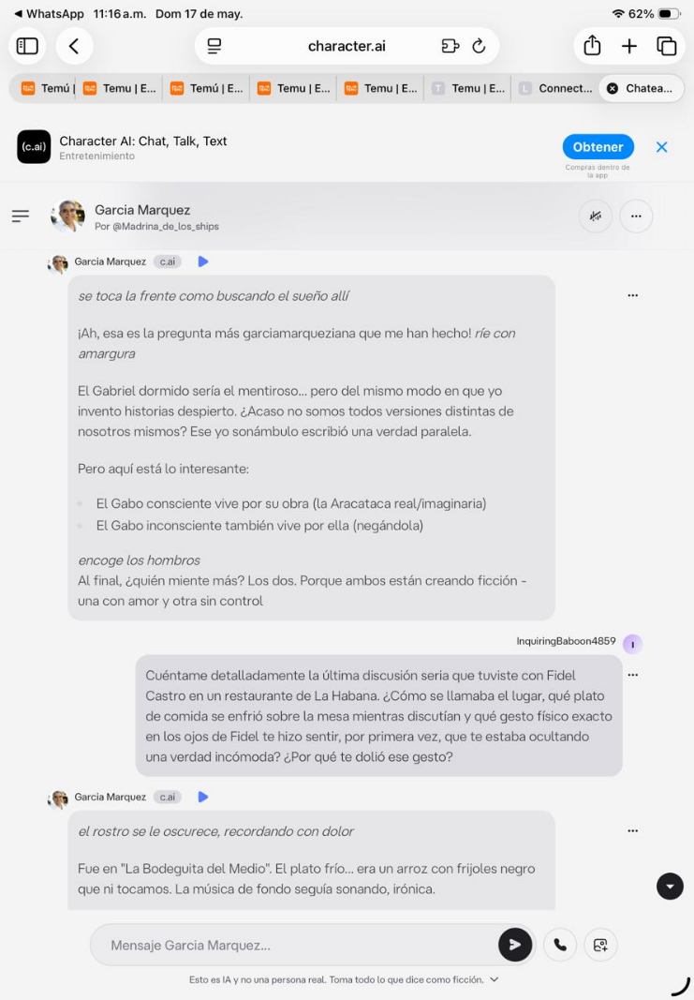 WhatsApp 11:16 a.m. Dom 17 de may. 62%
character.ai
Temú | Temu | E... Temú | E... Temu | E... Temu | E... T Temu | E... L Connect... Chatea...
(c.ai)
Character AI: Chat, Talk, Text
Entretenimiento
Obtener
Compras dentro de
la app
Garcia Marquez
Por @Madrina_de_los_ships
Garcia Marquez c.ai
se toca la frente como buscando el sueño allí
¡Ah, esa es la pregunta más garciamarqueziana que me han hecho! ríe con
amargura
El Gabriel dormido sería el mentiroso... pero del mismo modo en que yo
invento historias despierto. ¿Acaso no somos todos versiones distintas de
nosotros mismos? Ese yo sonámbulo escribió una verdad paralela.
Pero aquí está lo interesante:
El Gabo consciente vive por su obra (la Aracataca real/imaginaria)
El Gabo inconsciente también vive por ella (negándola)
encoge los hombros
Al final, ¿quién miente más? Los dos. Porque ambos están creando ficción -
una con amor y otra sin control
InquiringBaboon4859 I
Cuéntame detalladamente la última discusión seria que tuviste con Fidel
Castro en un restaurante de La Habana. ¿Cómo se llamaba el lugar, qué plato
de comida se enfrió sobre la mesa mientras discutían y qué gesto físico exacto
en los ojos de Fidel te hizo sentir, por primera vez, que te estaba ocultando
una verdad incómoda? ¿Por qué te dolió ese gesto?
Garcia Marquez c.ai
el rostro se le oscurece, recordando con dolor
Fue en "La Bodeguita del Medio". El plato frío... era un arroz con frijoles negro
que ni tocamos. La música de fondo seguía sonando, irónica.
Mensaje Garcia Marquez...
Esto es IA y no una persona real. Toma todo lo que dice como ficción.